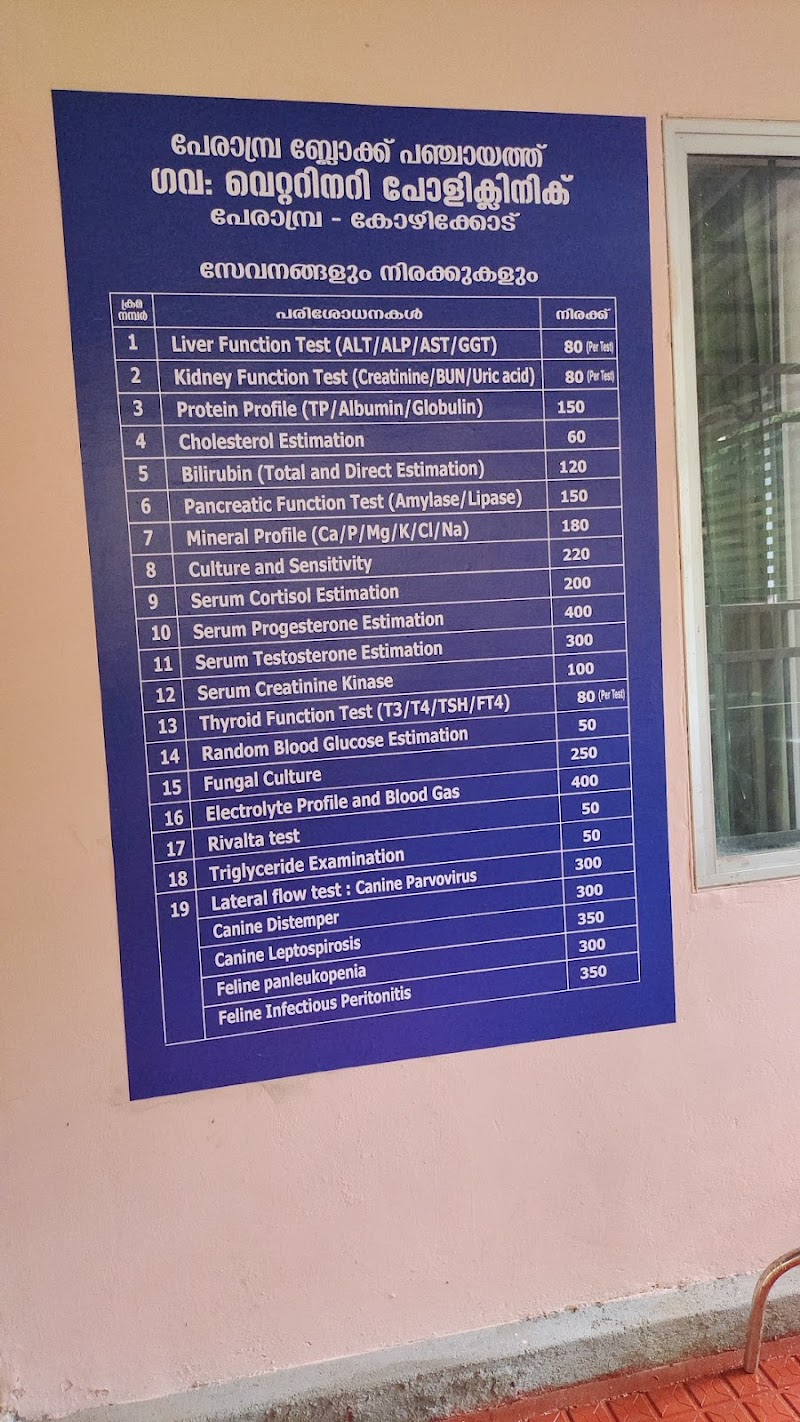 പേരാമ്പ്ര ബ്ലോക്ക് പഞ്ചായത്ത്
ഗവ: വെറ്ററിനറി പോളിക്ലിനിക്
പേരാമ്പ്ര - കോഴിക്കോട്
സേവനങ്ങളും നിരക്കുകളും
ക്രമ നമ്പർ പരിശോധനകൾ നിരക്ക്
1 Liver Function Test (ALT/ALP/AST/GGT) 80 (Per Test)
2 Kidney Function Test (Creatinine/BUN/Uric acid) 80 (Per Test)
3 Protein Profile (TP/Albumin/Globulin) 150
4 Cholesterol Estimation 60
5 Bilirubin (Total and Direct Estimation) 120
6 Pancreatic Function Test (Amylase/Lipase) 150
7 Mineral Profile (Ca/P/Mg/K/Cl/Na) 180
8 Culture and Sensitivity 220
9 Serum Cortisol Estimation 200
10 Serum Progesterone Estimation 400
11 Serum Testosterone Estimation 300
12 Serum Creatinine Kinase 100
13 Thyroid Function Test (T3/T4/TSH/FT4) 80 (Per Test)
14 Random Blood Glucose Estimation 50
15 Fungal Culture 250
16 Electrolyte Profile and Blood Gas 400
17 Rivalta test 50
18 Triglyceride Examination 50
19 Lateral flow test : Canine Parvovirus 300
Canine Distemper 300
Canine Leptospirosis 350
Feline panleukopenia 300
Feline Infectious Peritonitis 350